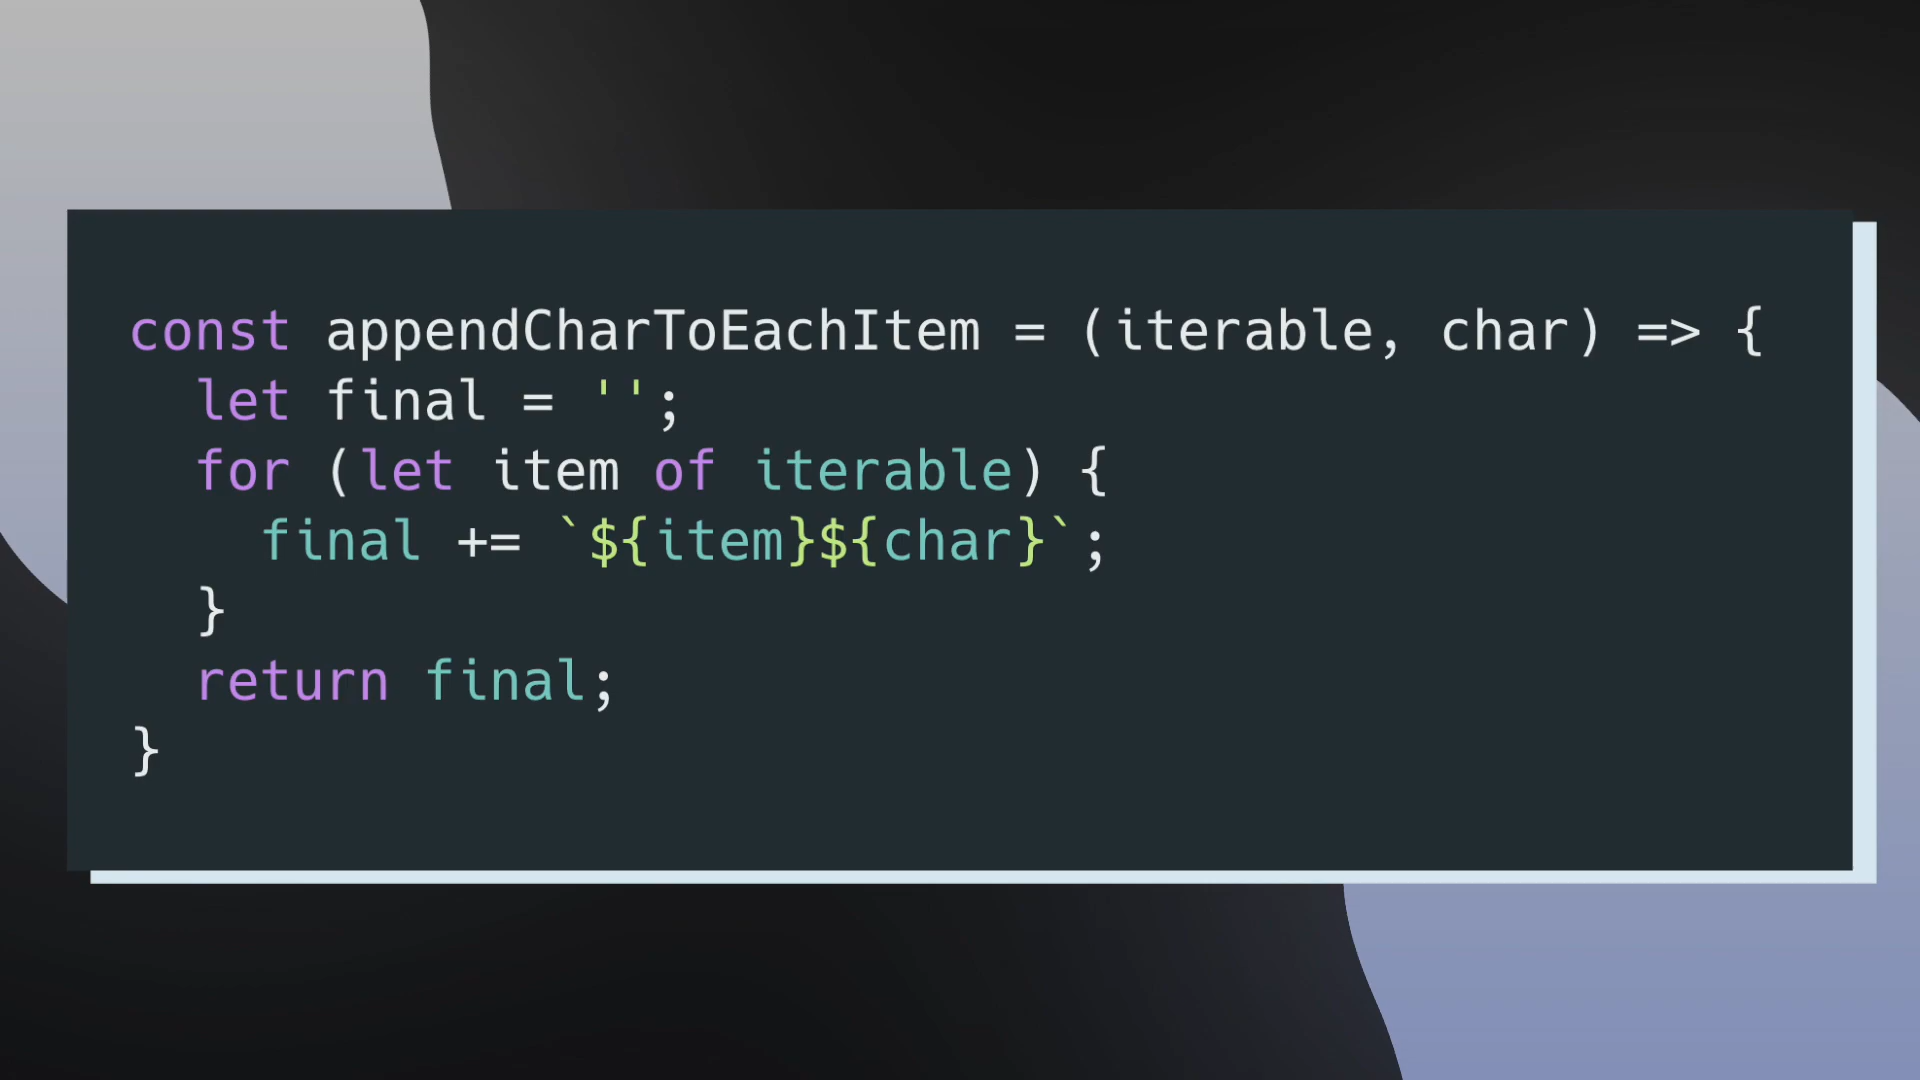 const appendCharToEachItem = (iterable, char) => {
  let final = '';
  for (let item of iterable) {
    final += `${item}${char}`;
  }
  return final;
}